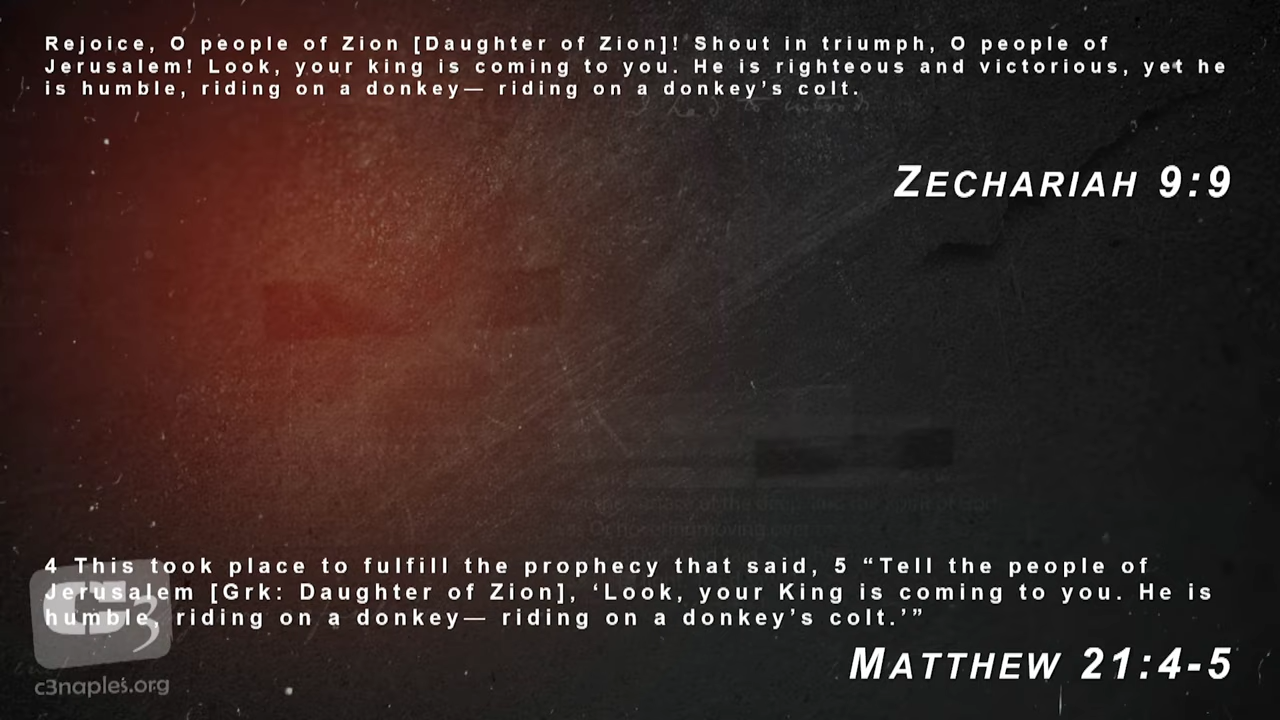 Rejoice, O people of Zion [Daughter of Zion]! Shout in triumph, O people of
Jerusalem! Look, your king is coming to you. He is righteous and victorious, yet he
is humble, riding on a donkey— riding on a donkey’s colt.
ZECHARIAH 9:9
4 This took place to fulfill the prophecy that said, 5 “Tell the people of
Jerusalem [Grk: Daughter of Zion], ‘Look, your King is coming to you. He is
humble, riding on a donkey— riding on a donkey’s colt.’”
MATTHEW 21:4-5
C3
c3naples.org